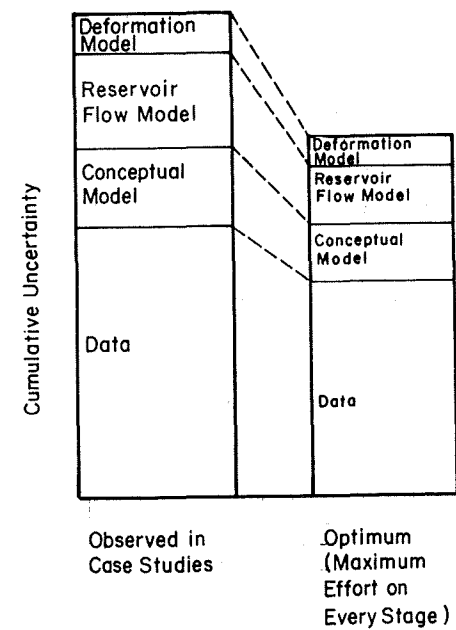 Deformation
Model
Reservoir
Flow Model
Conceptual
Model
Data
Cumulative Uncertainty
Deformation
Model
Reservoir
Flow Model
Conceptual
Model
Data
Observed in
Case Studies
Optimum
(Maximum
Effort on
Every Stage)